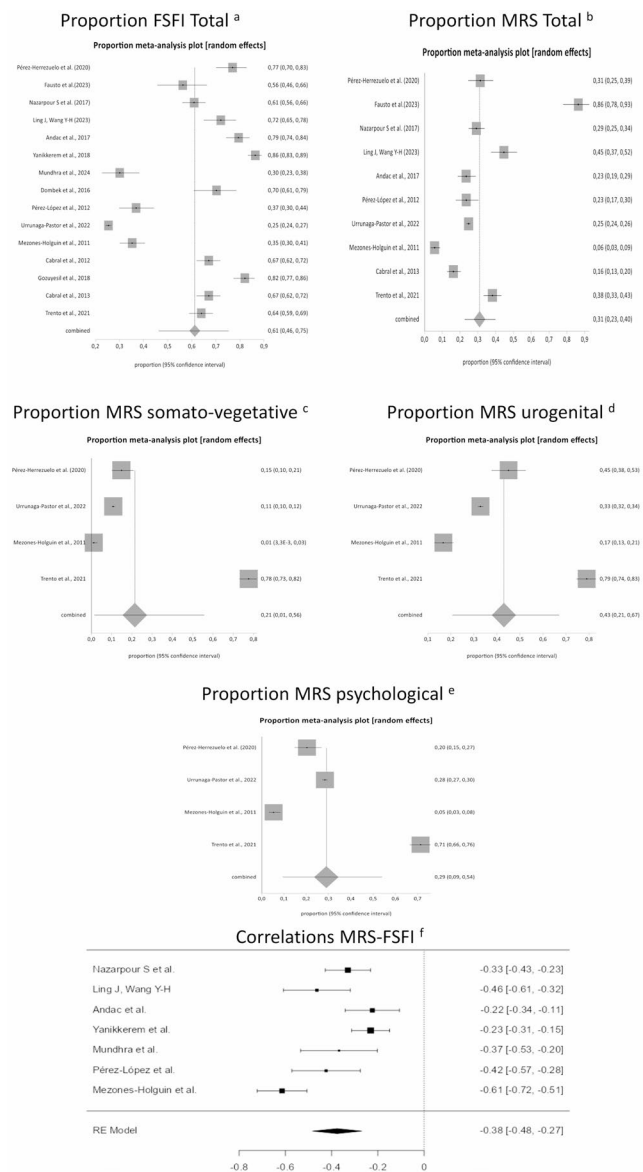 Proportion FSFI Total a
Proportion meta-analysis plot [random effects]
Pérez-Herrezuelo et al. (2020) 0,77 (0,70, 0,83)
Fausto et al.(2023) 0,56 (0,46, 0,66)
Nazarpour S et al. (2017) 0,61 (0,56, 0,66)
Ling J, Wang Y-H (2023) 0,72 (0,65, 0,78)
Andac et al., 2017 0,79 (0,74, 0,84)
Yanikkerem et al., 2018 0,86 (0,83, 0,89)
Mundhra et al., 2024 0,30 (0,23, 0,38)
Dombek et al., 2016 0,70 (0,61, 0,79)
Pérez-López et al., 2012 0,37 (0,30, 0,44)
Urrunaga-Pastor et al., 2022 0,25 (0,24, 0,27)
Mezones-Holguin et al., 2011 0,35 (0,30, 0,41)
Cabral et al., 2012 0,67 (0,62, 0,72)
Gozuyesil et al., 2018 0,82 (0,77, 0,86)
Cabral et al., 2013 0,67 (0,62, 0,72)
Trento et al., 2021 0,64 (0,59, 0,69)
combined 0,61 (0,46, 0,75)
0,2 0,3 0,4 0,5 0,6 0,7 0,8 0,9
proportion (95% confidence interval)
Proportion MRS Total b
Proportion meta-analysis plot [random effects]
Pérez-Herrezuelo et al. (2020) 0,31 (0,25, 0,39)
Fausto et al.(2023) 0,86 (0,78, 0,93)
Nazarpour S et al. (2017) 0,29 (0,25, 0,34)
Ling J, Wang Y-H (2023) 0,45 (0,37, 0,52)
Andac et al., 2017 0,23 (0,19, 0,29)
Pérez-López et al., 2012 0,23 (0,17, 0,30)
Urrunaga-Pastor et al., 2022 0,25 (0,24, 0,26)
Mezones-Holguin et al., 2011 0,06 (0,03, 0,09)
Cabral et al., 2013 0,16 (0,13, 0,20)
Trento et al., 2021 0,38 (0,33, 0,43)
combined 0,31 (0,23, 0,40)
0,0 0,1 0,2 0,3 0,4 0,5 0,6 0,7 0,8 0,9
proportion (95% confidence interval)
Proportion MRS somato-vegetative c
Proportion meta-analysis plot [random effects]
Pérez-Herrezuelo et al. (2020) 0,15 (0,10, 0,21)
Urrunaga-Pastor et al., 2022 0,11 (0,10, 0,12)
Mezones-Holguin et al., 2011 0,01 (3,3E-3, 0,03)
Trento et al., 2021 0,78 (0,73, 0,82)
combined 0,21 (0,01, 0,56)
0,0 0,1 0,2 0,3 0,4 0,5 0,6 0,7 0,8
proportion (95% confidence interval)
Proportion MRS urogenital d
Proportion meta-analysis plot [random effects]
Pérez-Herrezuelo et al. (2020) 0,45 (0,38, 0,53)
Urrunaga-Pastor et al., 2022 0,33 (0,32, 0,34)
Mezones-Holguin et al., 2011 0,17 (0,13, 0,21)
Trento et al., 2021 0,79 (0,74, 0,83)
combined 0,43 (0,21, 0,67)
0,1 0,2 0,3 0,4 0,5 0,6 0,7 0,8
proportion (95% confidence interval)
Proportion MRS psychological e
Proportion meta-analysis plot [random effects]
Pérez-Herrezuelo et al. (2020) 0,20 (0,15, 0,27)
Urrunaga-Pastor et al., 2022 0,28 (0,27, 0,30)
Mezones-Holguin et al., 2011 0,05 (0,03, 0,08)
Trento et al., 2021 0,71 (0,66, 0,76)
combined 0,29 (0,09, 0,54)
0,0 0,1 0,2 0,3 0,4 0,5 0,6 0,7
proportion (95% confidence interval)
Correlations MRS-FSFI f
Nazarpour S et al. -0.33 [-0.43, -0.23]
Ling J, Wang Y-H -0.46 [-0.61, -0.32]
Andac et al. -0.22 [-0.34, -0.11]
Yanikkerem et al. -0.23 [-0.31, -0.15]
Mundhra et al. -0.37 [-0.53, -0.20]
Pérez-López et al. -0.42 [-0.57, -0.28]
Mezones-Holguin et al. -0.61 [-0.72, -0.51]
RE Model -0.38 [-0.48, -0.27]
-0.8 -0.6 -0.4 -0.2 0